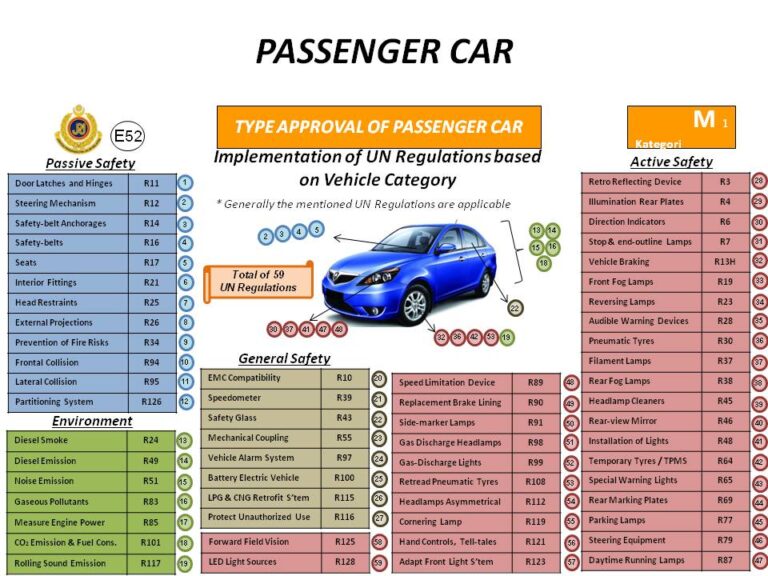 PASSENGER CAR
E52
TYPE APPROVAL OF PASSENGER CAR
M 1
Kategori
Implementation of UN Regulations based
on Vehicle Category
* Generally the mentioned UN Regulations are applicable
Total of 59
UN Regulations
2 3 4 5
13 14
15 16
18
22
30 37 41 47 48
32 36 42 53 19
Passive Safety
Door Latches and Hinges R11 1
Steering Mechanism R12 2
Safety-belt Anchorages R14 3
Safety-belts R16 4
Seats R17 5
Interior Fittings R21 6
Head Restraints R25 7
External Projections R26 8
Prevention of Fire Risks R34 9
Frontal Collision R94 10
Lateral Collision R95 11
Partitioning System R126 12
Environment
Diesel Smoke R24 13
Diesel Emission R49 14
Noise Emission R51 15
Gaseous Pollutants R83 16
Measure Engine Power R85 17
CO₂ Emission & Fuel Cons. R101 18
Rolling Sound Emission R117 19
General Safety
EMC Compatibility R10 20
Speedometer R39 21
Safety Glass R43 22
Mechanical Coupling R55 23
Vehicle Alarm System R97 24
Battery Electric Vehicle R100 25
LPG & CNG Retrofit S'tem R115 26
Protect Unauthorized Use R116 27
Forward Field Vision R125 58
LED Light Sources R128 59
Speed Limitation Device R89 48
Replacement Brake Lining R90 49
Side-marker Lamps R91 50
Gas Discharge Headlamps R98 51
Gas-Discharge Lights R99 52
Retread Pneumatic Tyres R108 53
Headlamps Asymmetrical R112 54
Cornering Lamp R119 55
Hand Controls, Tell-tales R121 56
Adapt Front Light S'tem R123 57
Active Safety
Retro Reflecting Device R3 28
Illumination Rear Plates R4 29
Direction Indicators R6 30
Stop & end-outline Lamps R7 31
Vehicle Braking R13H 32
Front Fog Lamps R19 33
Reversing Lamps R23 34
Audible Warning Devices R28 35
Pneumatic Tyres R30 36
Filament Lamps R37 37
Rear Fog Lamps R38 38
Headlamp Cleaners R45 39
Rear-view Mirror R46 40
Installation of Lights R48 41
Temporary Tyres / TPMS R64 42
Special Warning Lights R65 43
Rear Marking Plates R69 44
Parking Lamps R77 45
Steering Equipment R79 46
Daytime Running Lamps R87 47